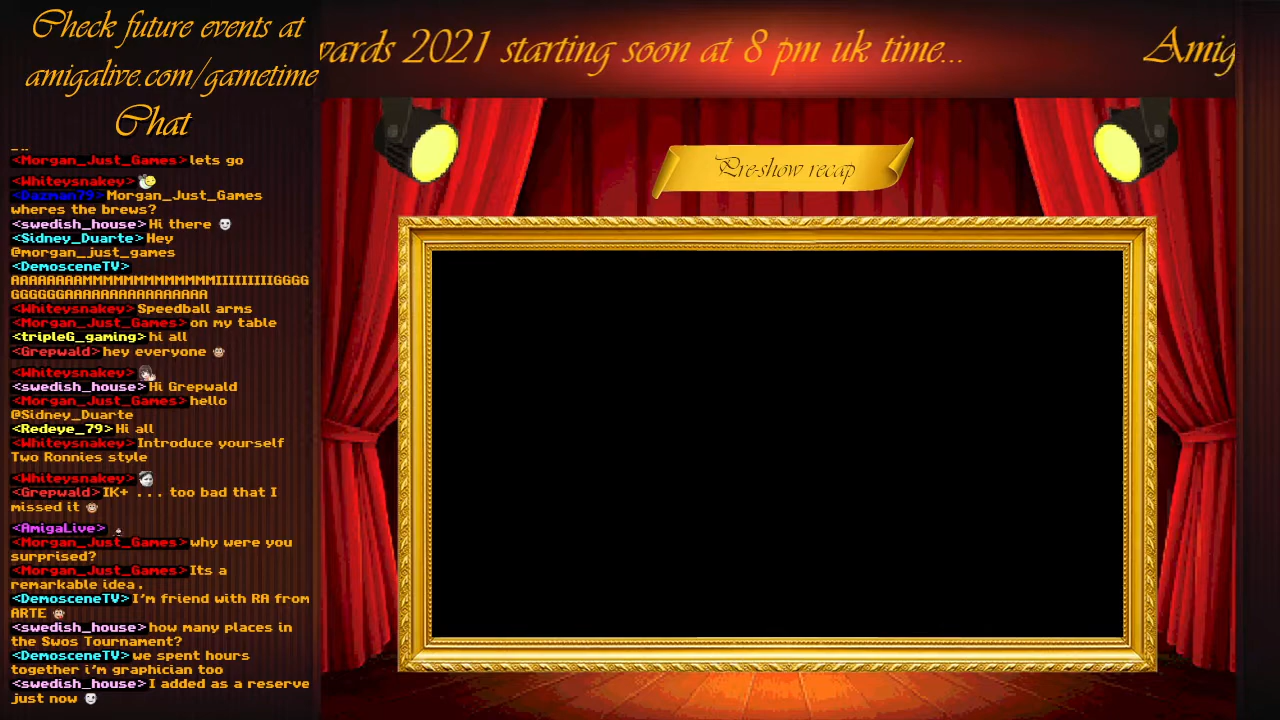 Check future events at
amigalive.com/gametime
Chat
wards 2021 starting soon at 8 pm uk time... Amig
Pre-show recap
<Morgan_Just_Games> lets go
<Whiteysnakey>
<Dazman79> Morgan_Just_Games
wheres the brews?
<swedish_house> Hi there
<Sidney_Duarte> Hey
@morgan_just_games
<DemosceneTV>
AAAAAAAAMMMMMMMMMMMMMMIIIIIIIIIGGGG
GGGGGGAAAAAAAAAAAAAAAAAA
<Whiteysnakey> Speedball arms
<Morgan_Just_Games> on my table
<tripleG_gaming> hi all
<Grepwald> hey everyone
<Whiteysnakey>
<swedish_house> Hi Grepwald
<Morgan_Just_Games> hello
@Sidney_Duarte
<Redeye_79> Hi all
<Whiteysnakey> Introduce yourself
Two Ronnies style
<Whiteysnakey>
<Grepwald> IK+ ... too bad that I
missed it
<AmigaLive>
<Morgan_Just_Games> why were you
surprised?
<Morgan_Just_Games> Its a
remarkable idea.
<DemosceneTV> I'm friend with RA from
ARTE
<swedish_house> how many places in
the Swos Tournament?
<DemosceneTV> we spent hours
together i'm graphician too
<swedish_house> I added as a reserve
just now